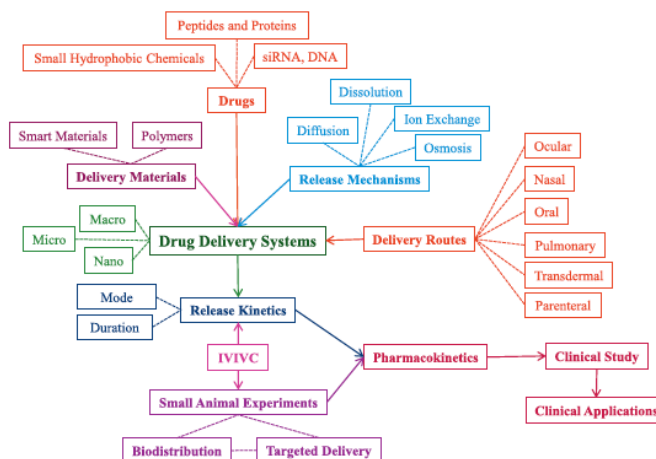 Peptides and Proteins
Small Hydrophobic Chemicals
siRNA, DNA
Drugs
Dissolution
Ion Exchange
Diffusion
Osmosis
Release Mechanisms
Smart Materials
Polymers
Delivery Materials
Ocular
Nasal
Oral
Pulmonary
Transdermal
Parenteral
Delivery Routes
Macro
Micro
Nano
Drug Delivery Systems
Mode
Duration
Release Kinetics
IVIVC
Pharmacokinetics
Clinical Study
Small Animal Experiments
Clinical Applications
Biodistribution
Targeted Delivery